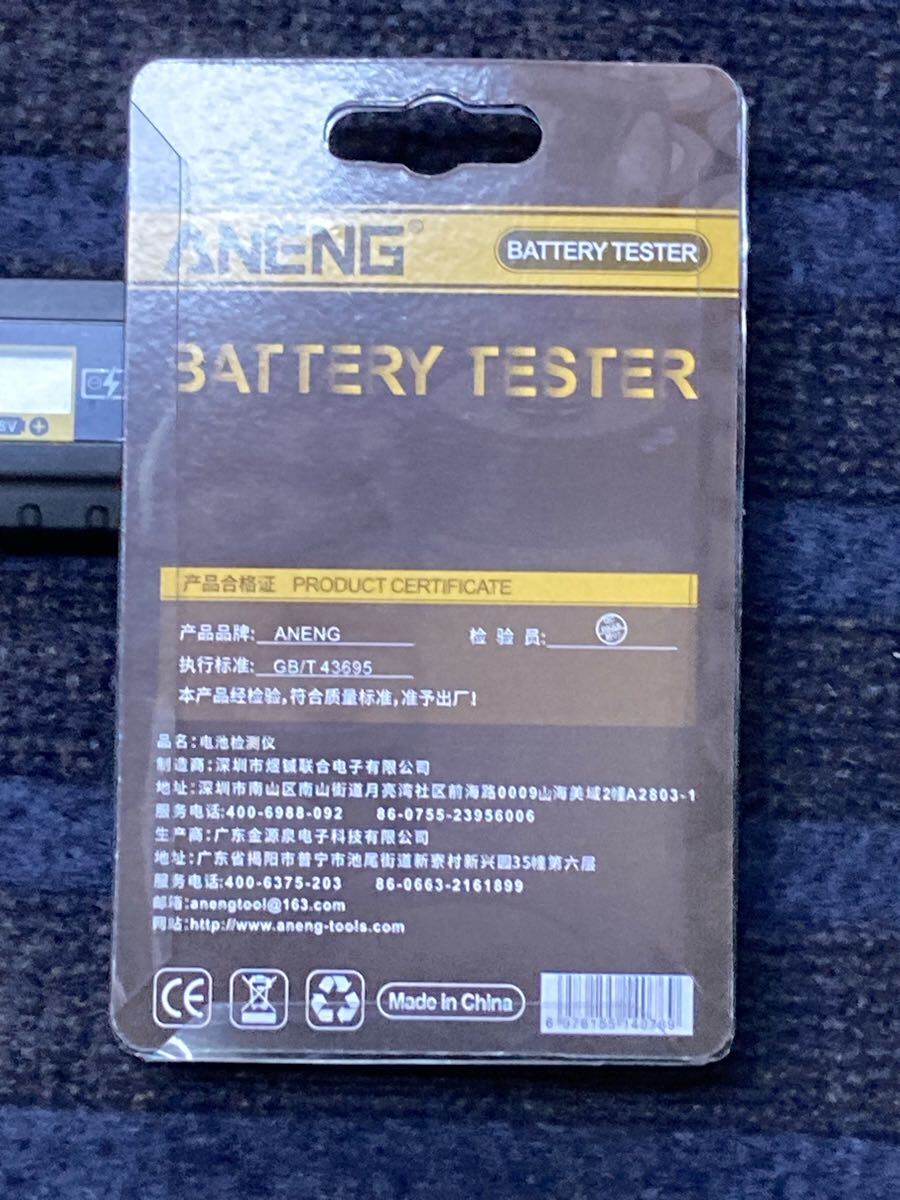 ANENG®
BATTERY TESTER
BATTERY TESTER
5V
产品合格证 PRODUCT CERTIFICATE
产品品牌: ANENG 检 验 员:
执行标准: GB/T 43695
本产品经检验,符合质量标准,准予出厂!
品名:电池检测仪
制造商:深圳市煜铖联合电子有限公司
地址:深圳市南山区南山街道月亮湾社区前海路0009山海美域2幢A2803-1
服务电话:400-6988-092 86-0755-23956006
生产商:广东金源泉电子科技有限公司
地址:广东省揭阳市普宁市池尾街道新寮村新兴园35幢第六层
服务电话:400-6375-203 86-0663-2161899
邮箱:anengtool@163.com
网站:http://www.aneng-tools.com
CE
Made In China
6 976155 140769